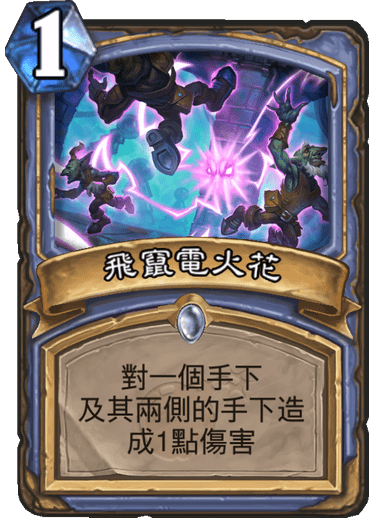 1
飛竄電火花
對一個手下
及其兩側的手下造
成1點傷害